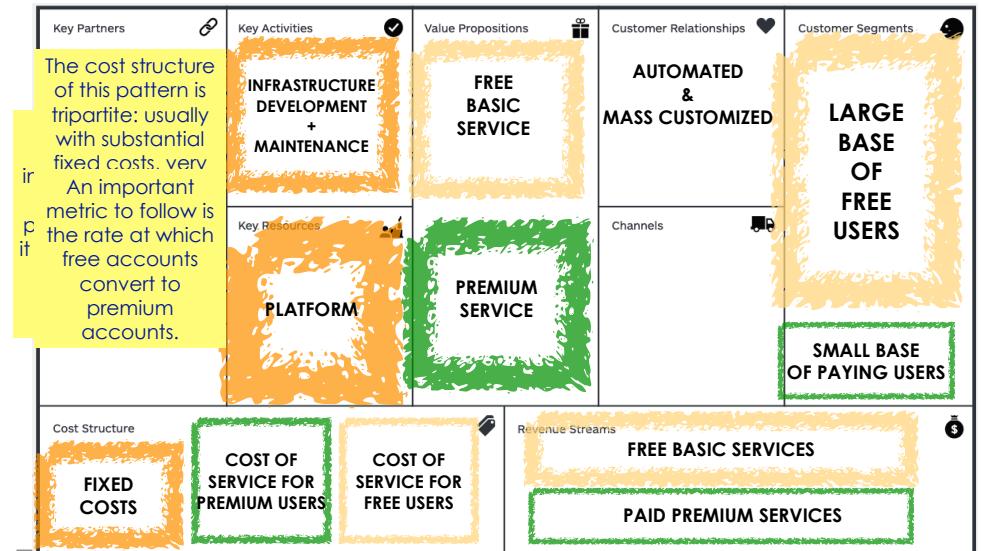 Key Partners
The cost structure
of this pattern is
tripartite: usually
with substantial
fixed costs, very
An important
metric to follow is
the rate at which
free accounts
convert to
premium
accounts.
it
Key Activities
INFRASTRUCTURE
DEVELOPMENT
+
MAINTENANCE
Key Resources
PLATFORM
Value Propositions
FREE
BASIC
SERVICE
PREMIUM
SERVICE
Customer Relationships
AUTOMATED
&
MASS CUSTOMIZED
Channels
Customer Segments
LARGE
BASE
OF
FREE
USERS
SMALL BASE
OF PAYING USERS
Cost Structure
FIXED
COSTS
COST OF
SERVICE FOR
PREMIUM USERS
COST OF
SERVICE FOR
FREE USERS
Revenue Streams
$
FREE BASIC SERVICES
PAID PREMIUM SERVICES